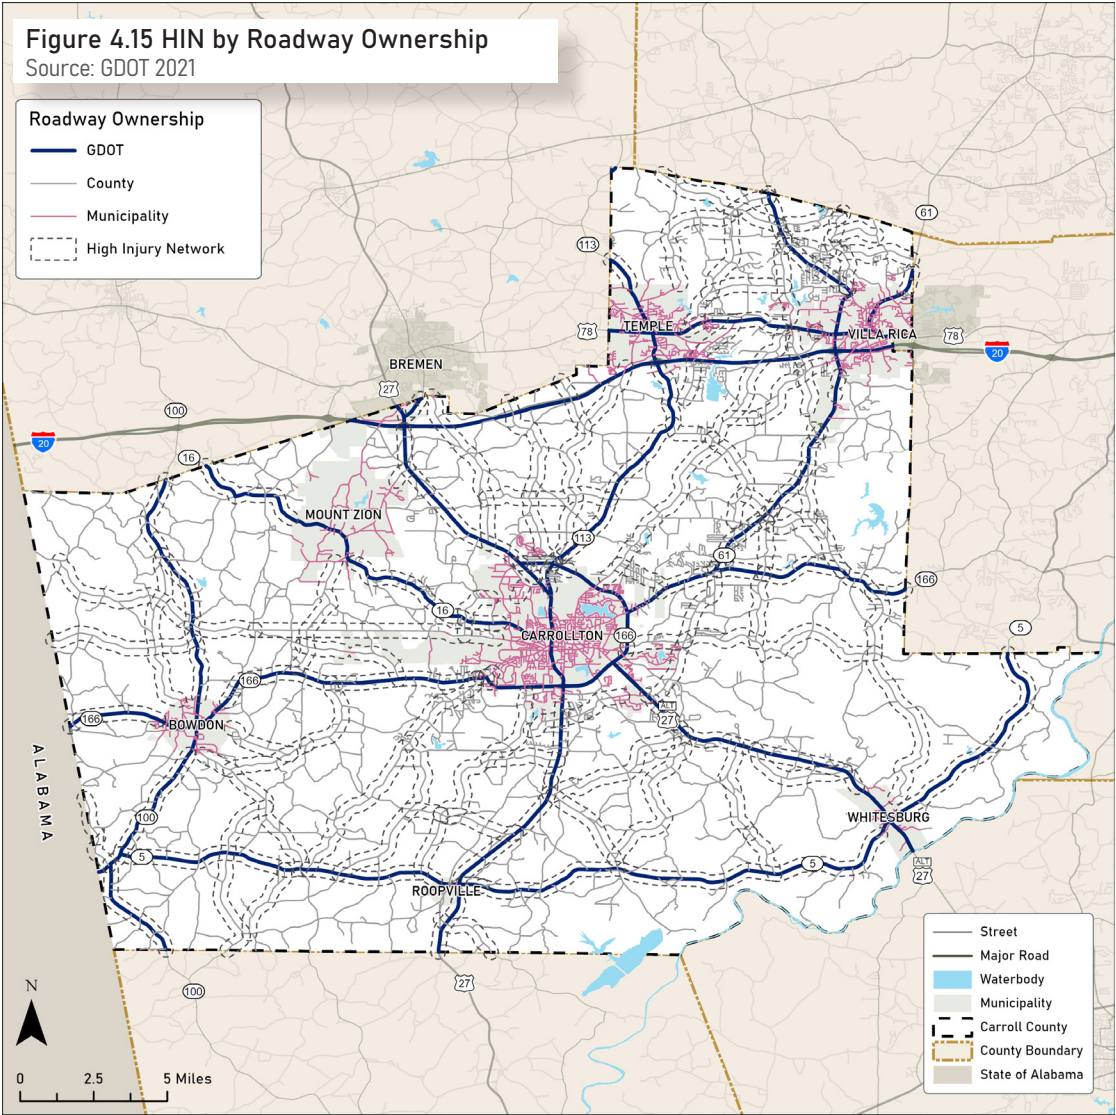 Figure 4.15 HIN by Roadway Ownership
Source: GDOT 2021
Roadway Ownership
GDOT
County
Municipality
High Injury Network
61
113
78
TEMPLE
VILLA RICA
78
20
BREMEN
27
100
20
16
MOUNT ZION
113
61
166
16
CARROLLTON
166
5
166
166
BOWDON
ALT
27
ALABAMA
100
WHITESBURG
5
5
ALT
27
ROOPVILLE
27
100
N
0 2.5 5 Miles
Street
Major Road
Waterbody
Municipality
Carroll County
County Boundary
State of Alabama